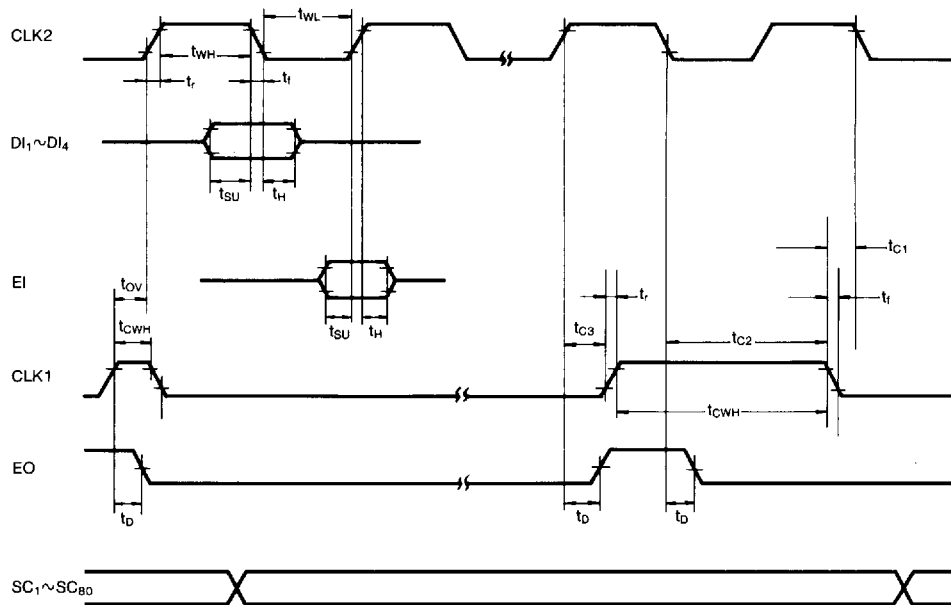 CLK2
tWL
tWH
tr
tf
DI1~DI4
tSU
tH
tC1
EI
tOV
tr
tf
tCWH
tSU
tH
tC3
tC2
CLK1
tCWH
EO
tD
tD
tD
SC1~SC80